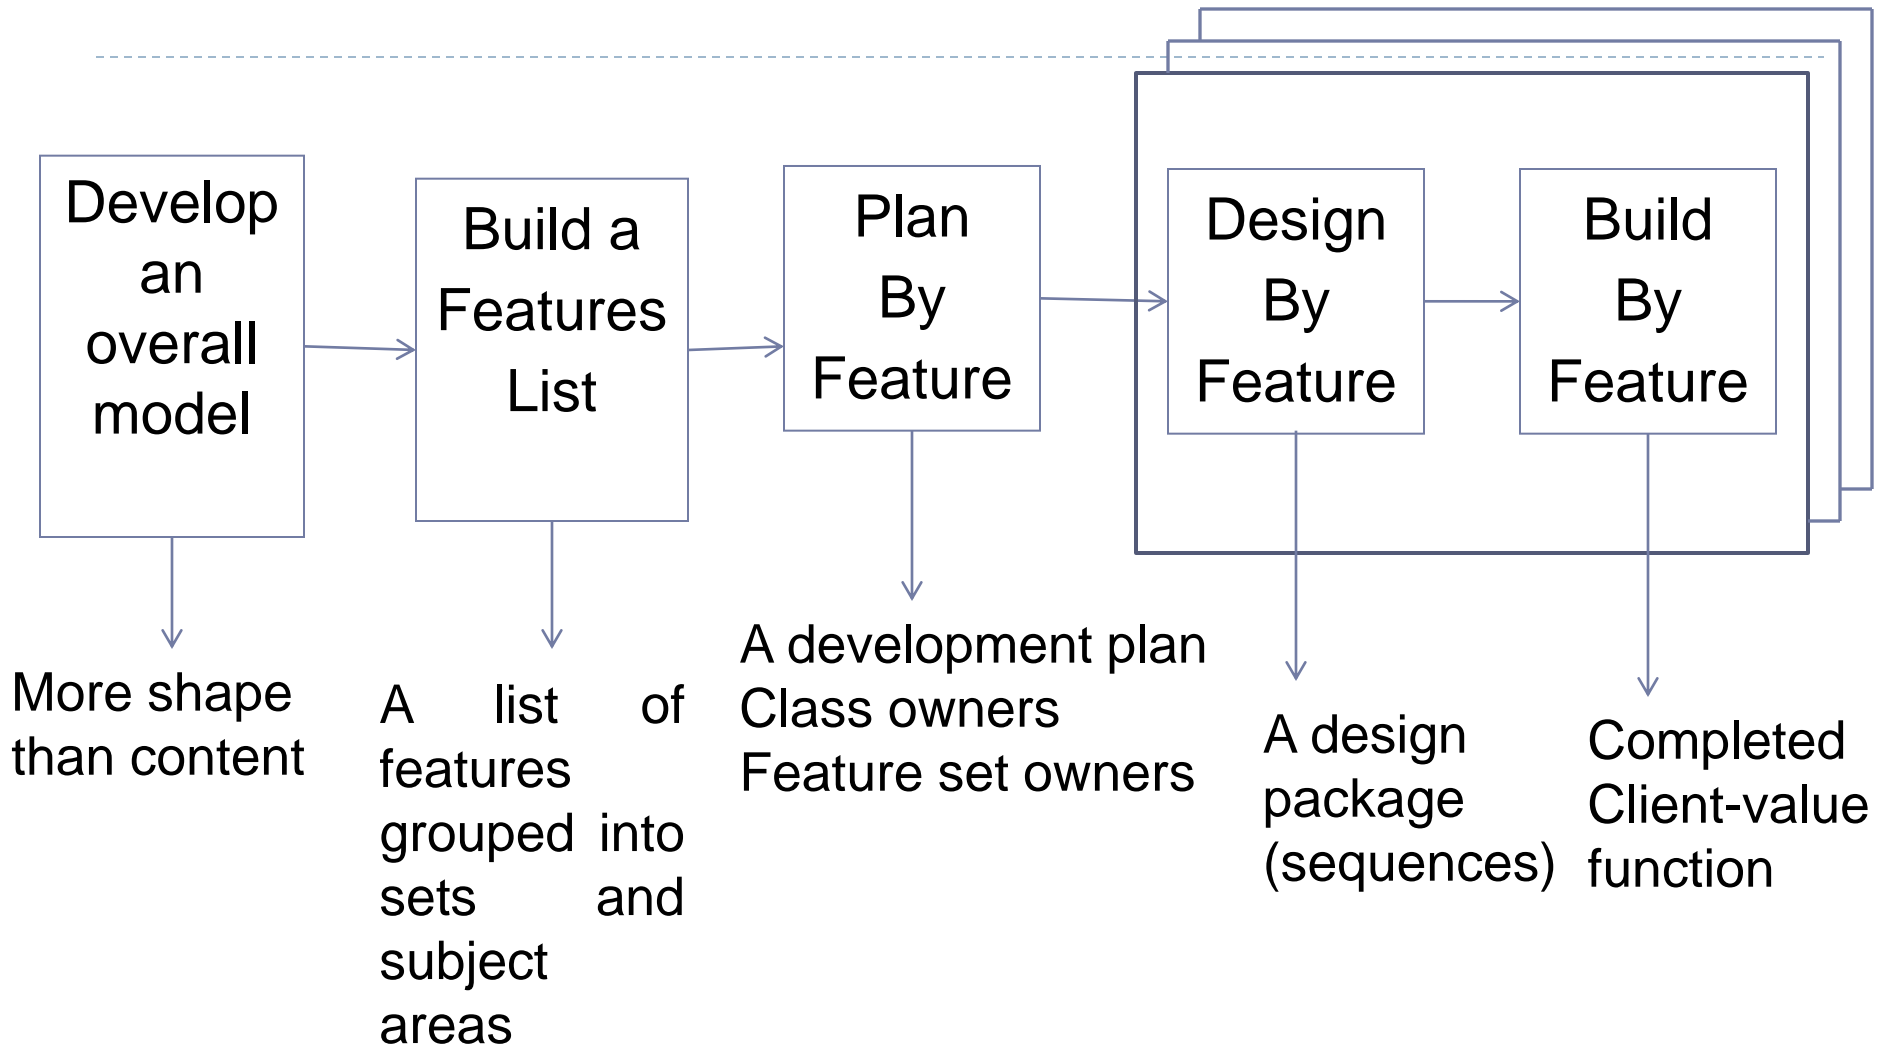 Develop
an
overall
model
Build a
Features
List
Plan
By
Feature
Design
By
Feature
Build
By
Feature
More shape
than content
A list of
features
grouped into
sets and
subject
areas
A development plan
Class owners
Feature set owners
A design
package
(sequences)
Completed
Client-value
function